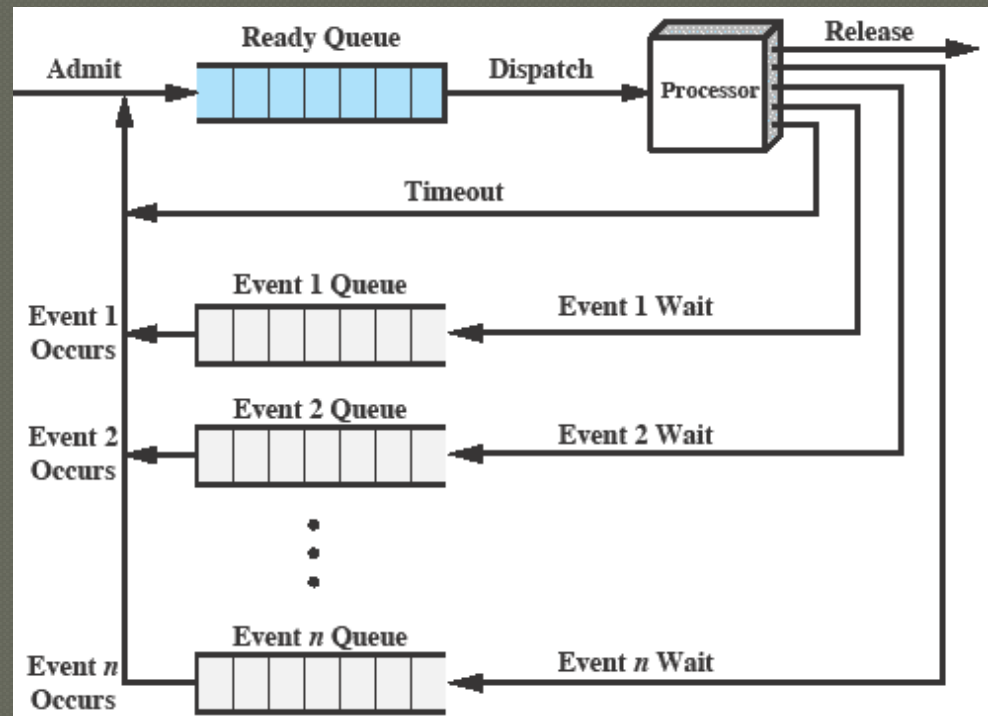 Ready Queue
Release
Admit
Dispatch
Processor
Timeout
Event 1 Queue
Event 1
Occurs
Event 1 Wait
Event 2 Queue
Event 2
Occurs
Event 2 Wait
Event n Queue
Event n
Occurs
Event n Wait